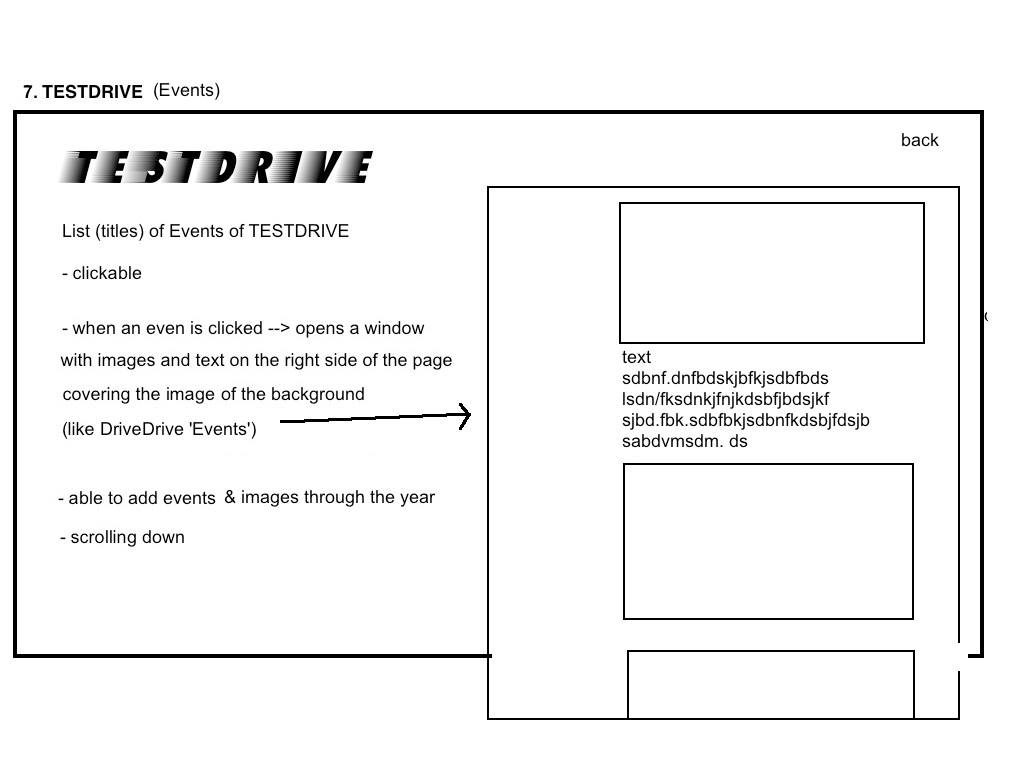 7. TESTDRIVE (Events)
back
TESTDRIVE
List (titles) of Events of TESTDRIVE
- clickable
- when an even is clicked --> opens a window
with images and text on the right side of the page
covering the image of the background
(like DriveDrive 'Events')
- able to add events & images through the year
- scrolling down
text
sdbnf.dnfbdskjbfkjsdbfbds
lsdn/fksdnkjfnjkdsbfjbdsjkf
sjbd.fbk.sdbfbkjsdbnfkdsbjfdsjb
sabdvmsdm. ds